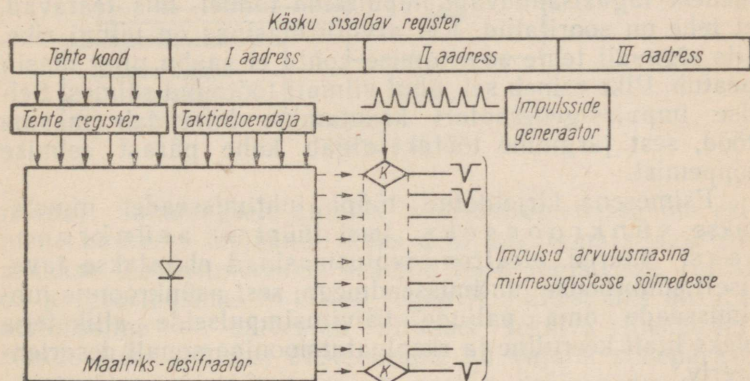 Käsku sisaldav register
Tehte kood
I aadress
II aadress
III aadress
Tehte register
Taktideloendaja
Impulsside
generaator
K
Impulsid arvutusmasina
mitmesugustesse sõlmedesse
Maatriks-dešifraator
K